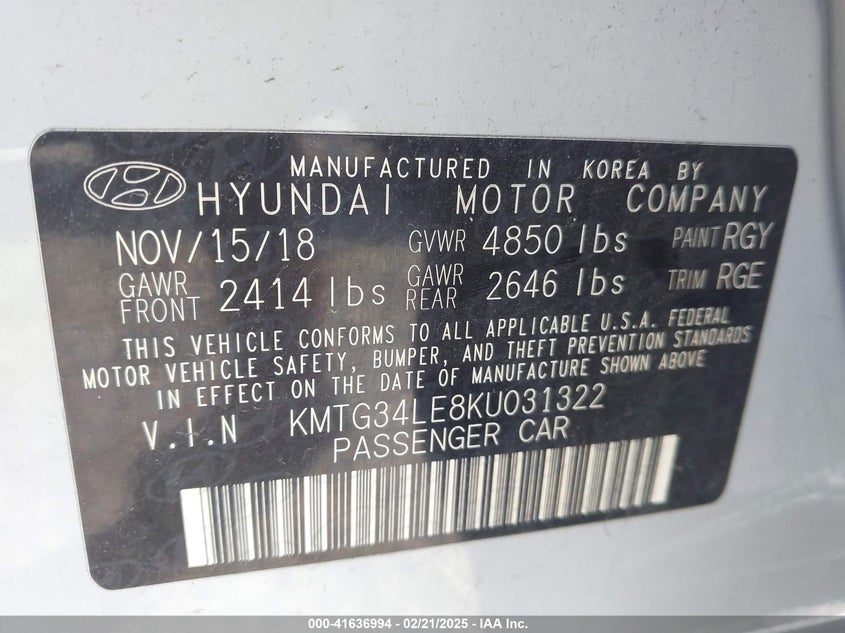 MANUFACTURED IN KOREA BY
HYUNDAI MOTOR COMPANY
NOV/15/18 GVWR 4850 lbs PAINT RGY
GAWR FRONT 2414 lbs GAWR REAR 2646 lbs TRIM RGE
THIS VEHICLE CONFORMS TO ALL APPLICABLE U.S.A. FEDERAL
MOTOR VEHICLE SAFETY, BUMPER, AND THEFT PREVENTION STANDARDS
IN EFFECT ON THE DATE OF MANUFACTURE SHOWN ABOVE
V.I.N KMTG34LE8KU031322
PASSENGER CAR
000-41636994 - 02/21/2025 - IAA Inc.